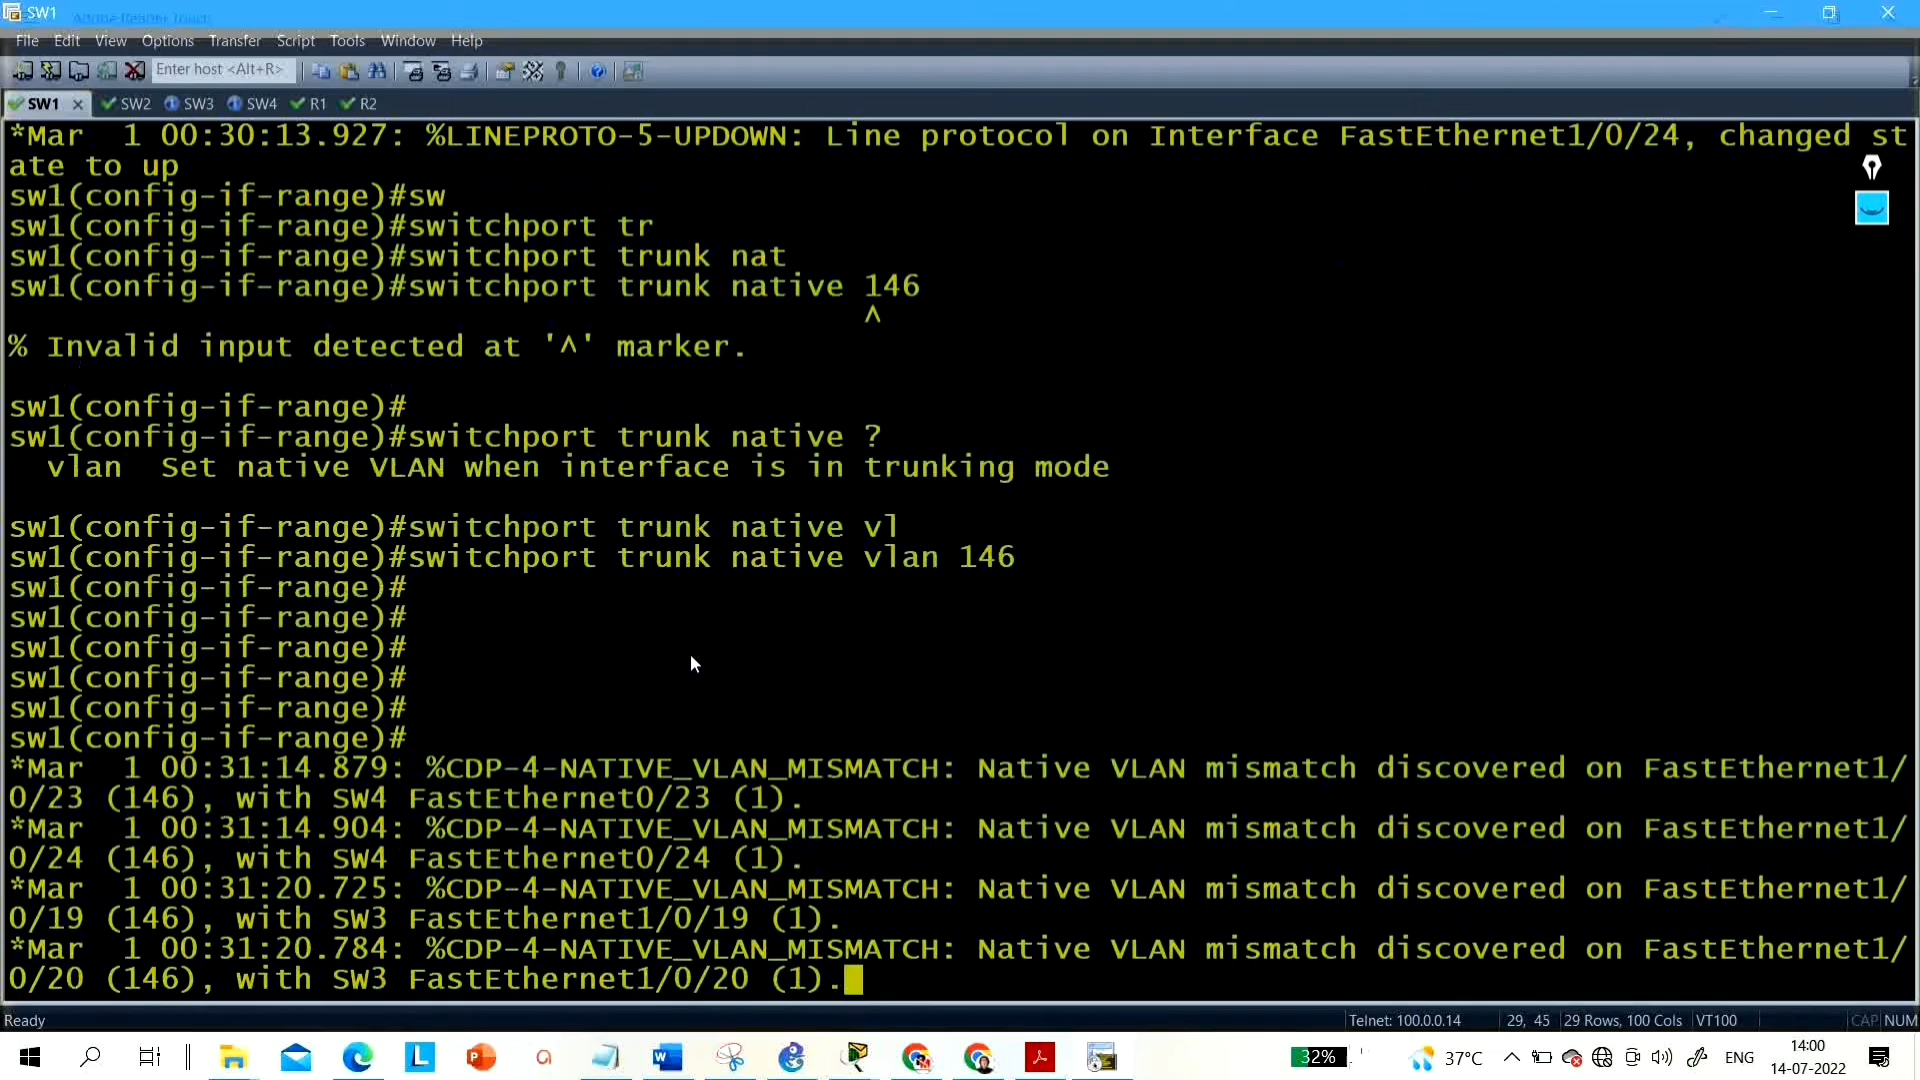 SW1
File Edit View Options Transfer Script Tools Window Help
Enter host <Alt+R>
SW1 SW2 SW3 SW4 R1 R2
*Mar  1 00:30:13.927: %LINEPROTO-5-UPDOWN: Line protocol on Interface FastEthernet1/0/24, changed st
ate to up
sw1(config-if-range)#sw
sw1(config-if-range)#switchport tr
sw1(config-if-range)#switchport trunk nat
sw1(config-if-range)#switchport trunk native 146
^
% Invalid input detected at '^' marker.
sw1(config-if-range)#
sw1(config-if-range)#switchport trunk native ?
vlan  Set native VLAN when interface is in trunking mode
sw1(config-if-range)#switchport trunk native vl
sw1(config-if-range)#switchport trunk native vlan 146
sw1(config-if-range)#
sw1(config-if-range)#
sw1(config-if-range)#
sw1(config-if-range)#
sw1(config-if-range)#
sw1(config-if-range)#
*Mar  1 00:31:14.879: %CDP-4-NATIVE_VLAN_MISMATCH: Native VLAN mismatch discovered on FastEthernet1/
0/23 (146), with SW4 FastEthernet0/23 (1).
*Mar  1 00:31:14.904: %CDP-4-NATIVE_VLAN_MISMATCH: Native VLAN mismatch discovered on FastEthernet1/
0/24 (146), with SW4 FastEthernet0/24 (1).
*Mar  1 00:31:20.725: %CDP-4-NATIVE_VLAN_MISMATCH: Native VLAN mismatch discovered on FastEthernet1/
0/19 (146), with SW3 FastEthernet1/0/19 (1).
*Mar  1 00:31:20.784: %CDP-4-NATIVE_VLAN_MISMATCH: Native VLAN mismatch discovered on FastEthernet1/
0/20 (146), with SW3 FastEthernet1/0/20 (1).
Ready Telnet: 100.0.0.14 29, 45 29 Rows, 100 Cols VT100 CAP NUM
32% 37°C ENG 14:00
14-07-2022